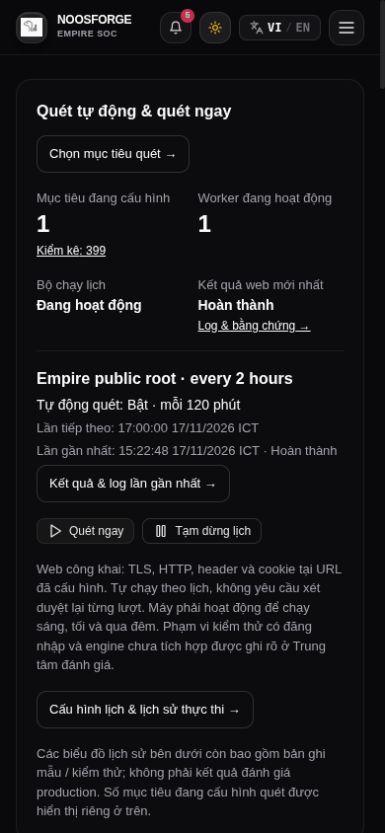 NOOSFORGE
EMPIRE SOC
5
VI / EN
Quét tự động & quét ngay
Chọn mục tiêu quét →
Mục tiêu đang cấu hình
1
Kiểm kê: 399
Worker đang hoạt động
1
Bộ chạy lịch
Đang hoạt động
Kết quả web mới nhất
Hoàn thành
Log & bằng chứng →
Empire public root · every 2 hours
Tự động quét: Bật · mỗi 120 phút
Lần tiếp theo: 17:00:00 17/11/2026 ICT
Lần gần nhất: 15:22:48 17/11/2026 ICT · Hoàn thành
Kết quả & log lần gần nhất →
Quét ngay
Tạm dừng lịch
Web công khai: TLS, HTTP, header và cookie tại URL
đã cấu hình. Tự chạy theo lịch, không yêu cầu xét
duyệt lại từng lượt. Máy phải hoạt động để chạy
sáng, tối và qua đêm. Phạm vi kiểm thử có đăng
nhập và engine chưa tích hợp được ghi rõ ở Trung
tâm đánh giá.
Cấu hình lịch & lịch sử thực thi →
Các biểu đồ lịch sử bên dưới còn bao gồm bản ghi
mẫu / kiểm thử; không phải kết quả đánh giá
production. Số mục tiêu đang cấu hình quét được
hiển thị riêng ở trên.